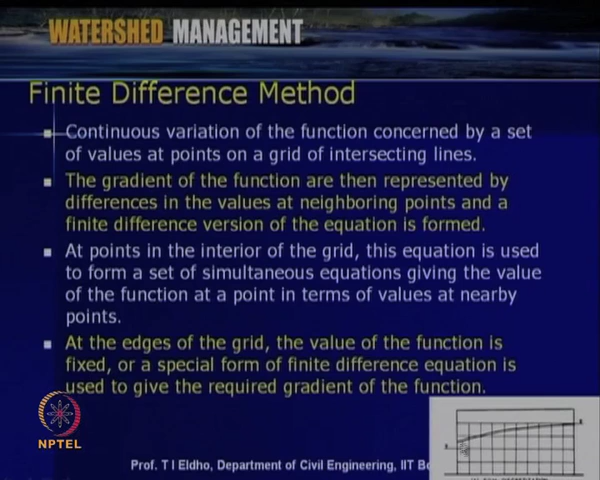 WATERSHED MANAGEMENT
Finite Difference Method
Continuous variation of the function concerned by a set
of values at points on a grid of intersecting lines.
The gradient of the function are then represented by
differences in the values at neighboring points and a
finite difference version of the equation is formed.
At points in the interior of the grid, this equation is used
to form a set of simultaneous equations giving the value
of the function at a point in terms of values at nearby
points.
At the edges of the grid, the value of the function is
fixed, or a special form of finite difference equation is
used to give the required gradient of the function.
NPTEL
Prof. T I Eldho, Department of Civil Engineering, IIT